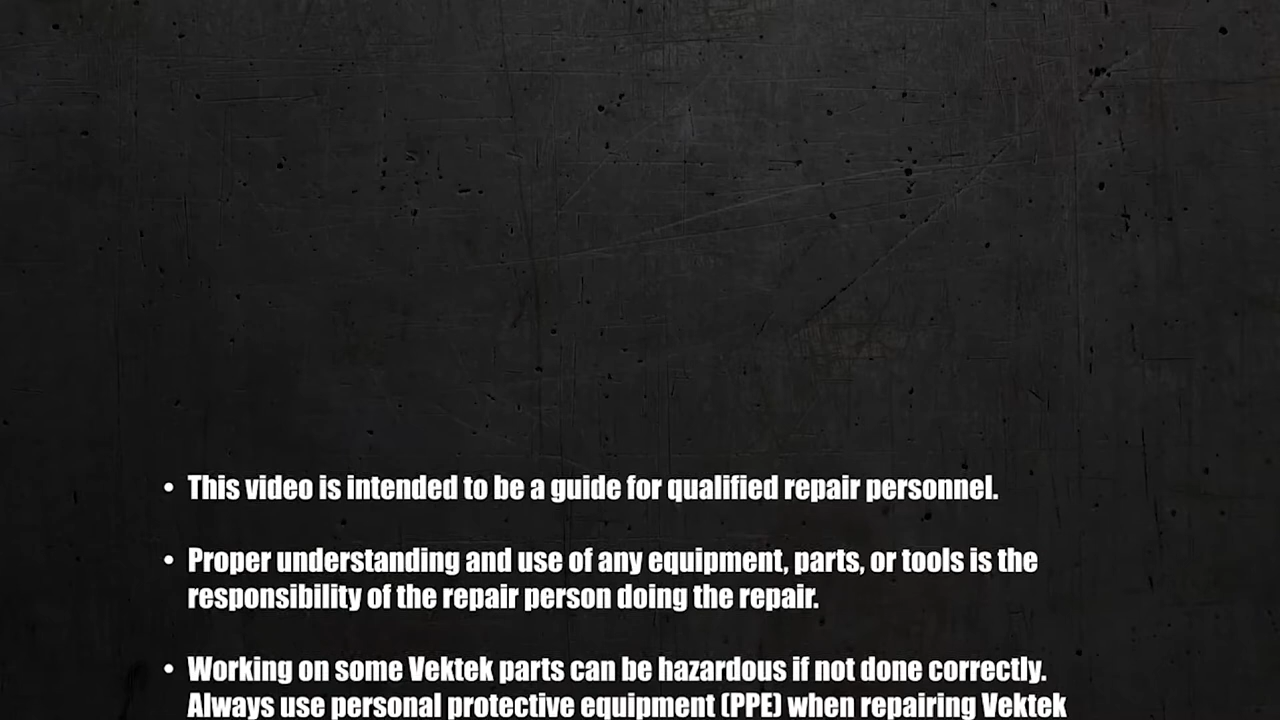 • This video is intended to be a guide for qualified repair personnel.
• Proper understanding and use of any equipment, parts, or tools is the
responsibility of the repair person doing the repair.
• Working on some Vektek parts can be hazardous if not done correctly.
Always use personal protective equipment (PPE) when repairing Vektek